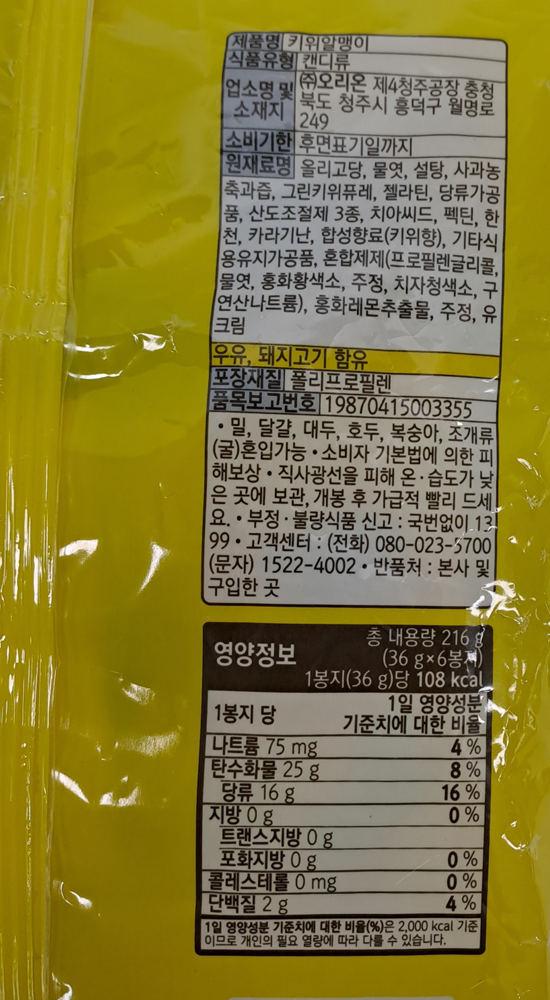 제품명 키위알맹이
식품유형 캔디류
업소명 및 소재지 ㈜오리온 제4청주공장 충청
북도 청주시 흥덕구 월명로
249
소비기한 후면표기일까지
원재료명 올리고당, 물엿, 설탕, 사과농
축과즙, 그린키위퓨레, 젤라틴, 당류가공
품, 산도조절제 3종, 치아씨드, 펙틴, 한
천, 카라기난, 합성향료(키위향), 기타식
용유지가공품, 혼합제제(프로필렌글리콜,
물엿, 홍화황색소, 주정, 치자청색소, 구
연산나트륨), 홍화레몬추출물, 주정, 유
크림
우유, 돼지고기 함유
포장재질 폴리프로필렌
품목보고번호 19870415003355
• 밀, 달걀, 대두, 호두, 복숭아, 조개류
(굴)혼입가능 • 소비자 기본법에 의한 피
해보상 • 직사광선을 피해 온·습도가 낮
은 곳에 보관, 개봉 후 가급적 빨리 드세
요. • 부정·불량식품 신고 : 국번없이 13
99 • 고객센터 : (전화) 080-023-3700
(문자) 1522-4002 • 반품처 : 본사 및
구입한 곳
영양정보
총 내용량 216 g
(36 g×6봉지)
1봉지(36 g)당 108 kcal
1봉지 당 1일 영양성분
기준치에 대한 비율
나트륨 75 mg 4 %
탄수화물 25 g 8 %
당류 16 g 16 %
지방 0 g 0 %
트랜스지방 0 g
포화지방 0 g 0 %
콜레스테롤 0 mg 0 %
단백질 2 g 4 %
1일 영양성분 기준치에 대한 비율(%)은 2,000 kcal 기준
이므로 개인의 필요 열량에 따라 다를 수 있습니다.